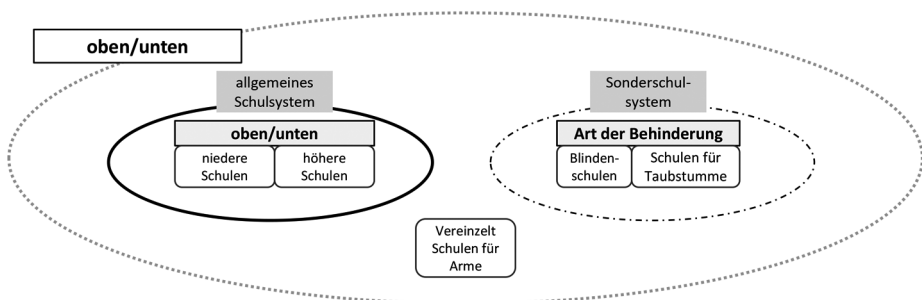 oben/unten
allgemeines
Schulsystem
oben/unten
niedere
Schulen
höhere
Schulen
Sonderschul-
system
Art der Behinderung
Blinden-
schulen
Schulen für
Taubstumme
Vereinzelt
Schulen für
Arme